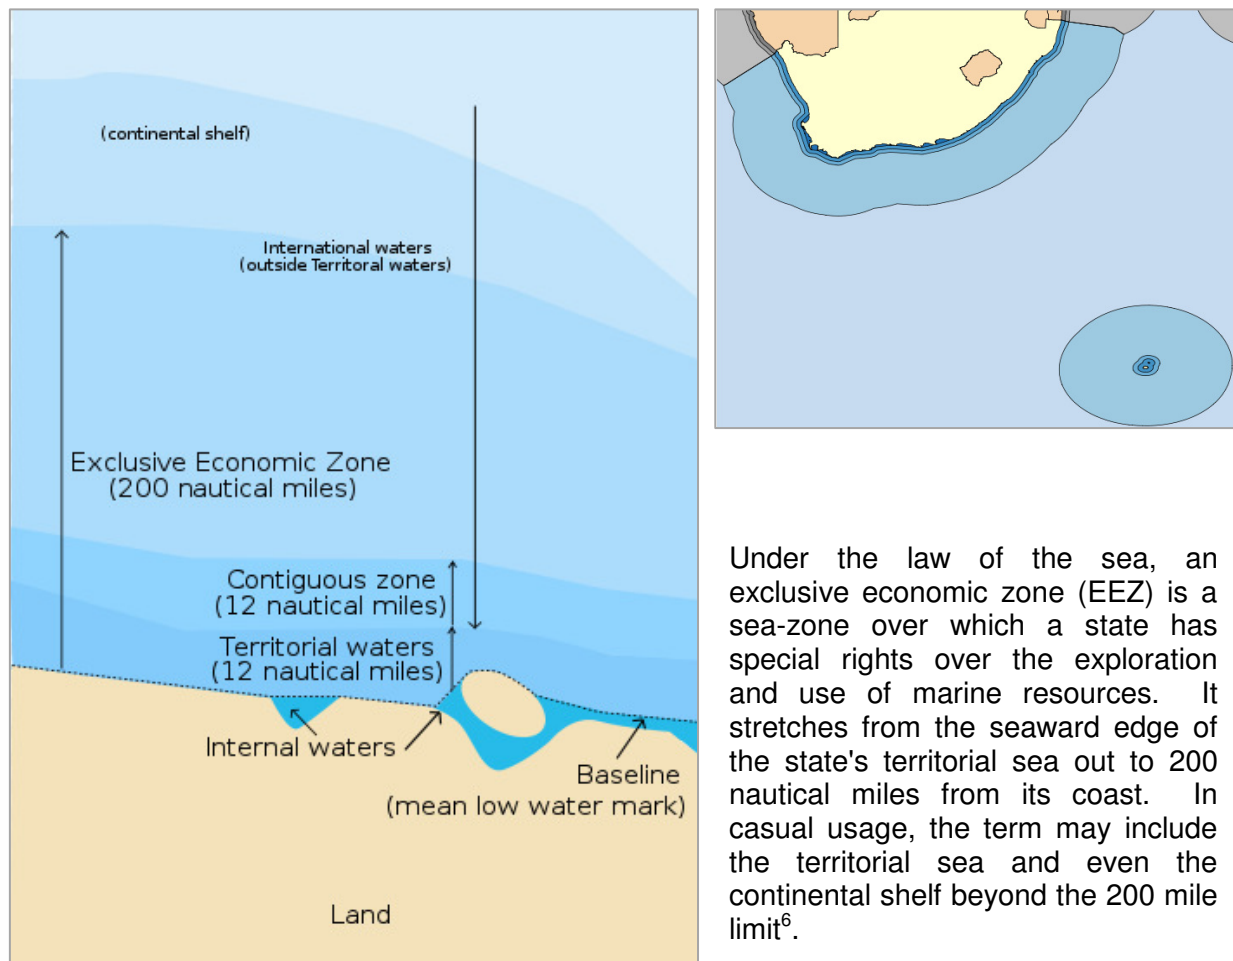 (continental shelf)
International waters
(outside Territoral waters)
Exclusive Economic Zone
(200 nautical miles)
Contiguous zone
(12 nautical miles)
Territorial waters
(12 nautical miles)
Internal waters
Baseline
(mean low water mark)
Land
Under the law of the sea, an
exclusive economic zone (EEZ) is a
sea-zone over which a state has
special rights over the exploration
and use of marine resources. It
stretches from the seaward edge of
the state's territorial sea out to 200
nautical miles from its coast. In
casual usage, the term may include
the territorial sea and even the
continental shelf beyond the 200 mile
limit⁶.